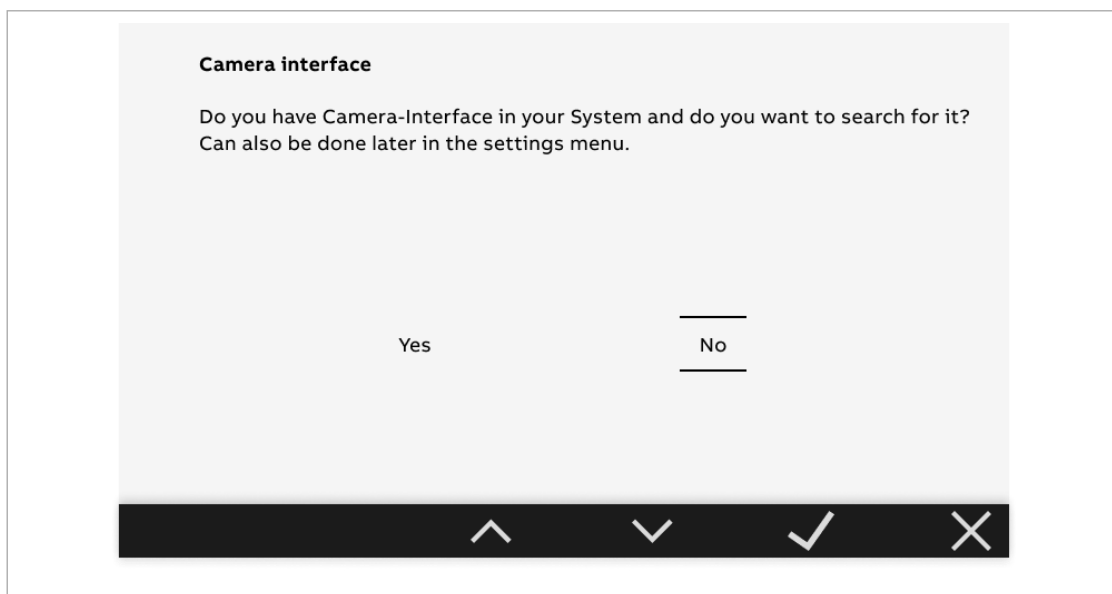 Camera interface
Do you have Camera-Interface in your System and do you want to search for it?
Can also be done later in the settings menu.
Yes No